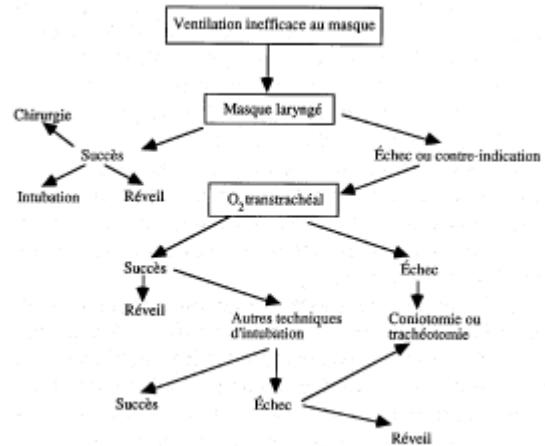 Ventilation inefficace au masque
Masque laryngé
Chirurgie
Succès
Échec ou contre-indication
Intubation
Réveil
O₂ transtrachéal
Succès
Échec
Réveil
Autres techniques
d'intubation
Coniotomie ou
trachéotomie
Succès
Échec
Réveil